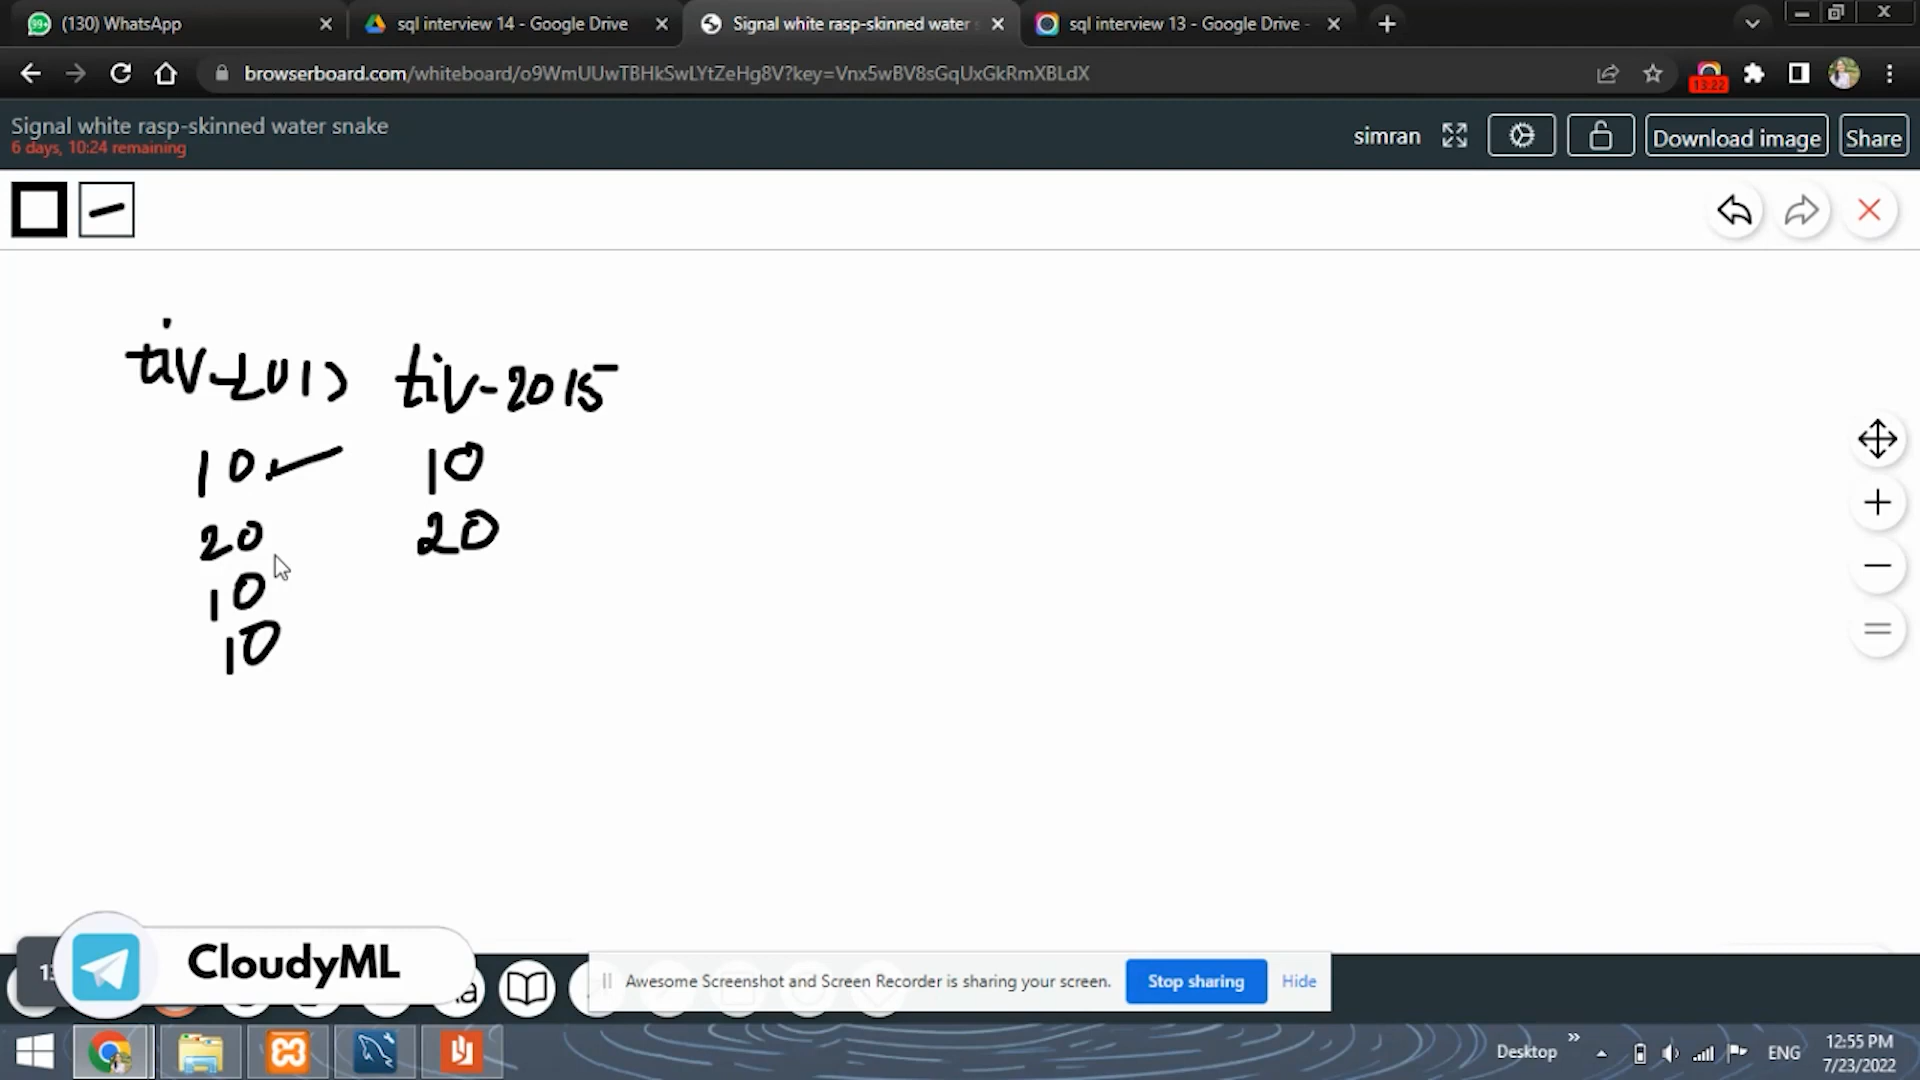 (130) WhatsApp
sql interview 14 - Google Drive
Signal white rasp-skinned water
sql interview 13 - Google Drive -
browserboard.com/whiteboard/o9WmUUwTBHkSwLYtZeHg8V?key=Vnx5wBV8sGqUxGkRmXBLdX
13:22
Signal white rasp-skinned water snake
6 days, 10:24 remaining
simran
Download image
Share
tiv-2015
10 10
20 20
10
10
CloudyML
Awesome Screenshot and Screen Recorder is sharing your screen.
Stop sharing
Hide
Desktop
ENG
12:55 PM
7/23/2022